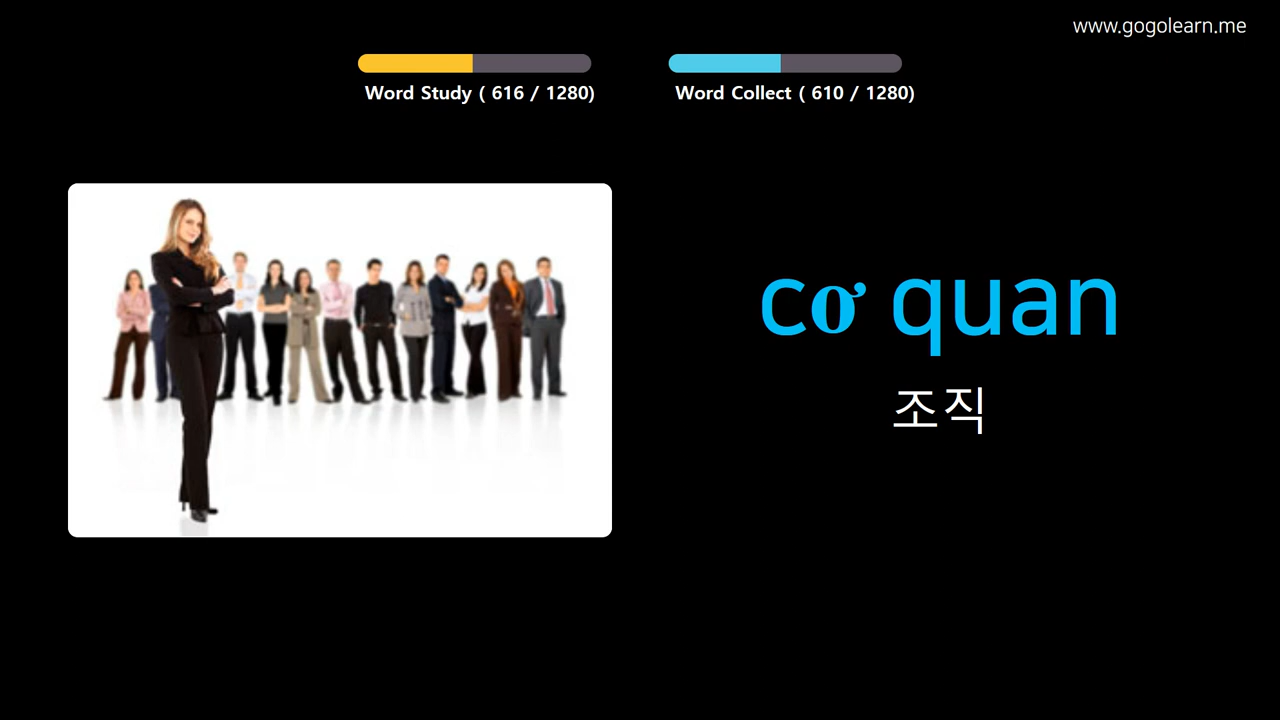 www.gogolearn.me
Word Study ( 616 / 1280)
Word Collect ( 610 / 1280)
cơ quan
조직